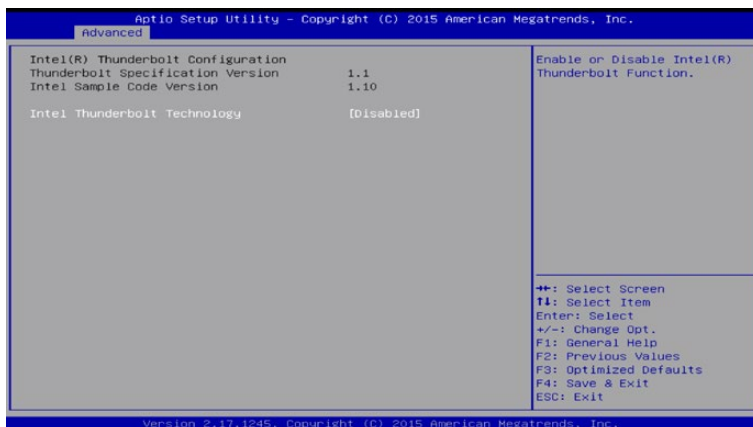 Aptio Setup Utility - Copyright (C) 2015 American Megatrends, Inc.
Advanced
Intel(R) Thunderbolt Configuration
Thunderbolt Specification Version 1.1
Intel Sample Code Version 1.10
Intel Thunderbolt Technology [Disabled]
Enable or Disable Intel(R)
Thunderbolt Function.
→←: Select Screen
↑↓: Select Item
Enter: Select
+/-: Change Opt.
F1: General Help
F2: Previous Values
F3: Optimized Defaults
F4: Save & Exit
ESC: Exit
Version 2.17.1245. Copyright (C) 2015 American Megatrends, Inc.